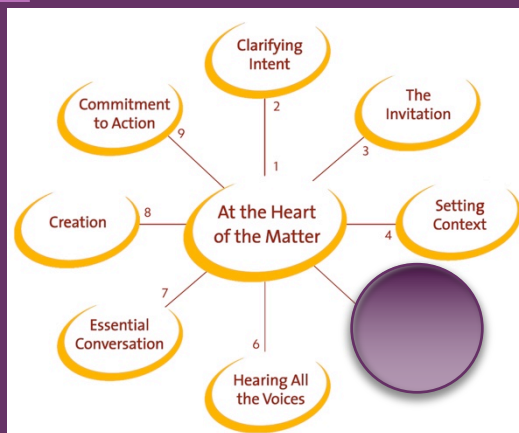 Clarifying
Intent
2
Commitment
to Action
9
The
Invitation
3
1
At the Heart
of the Matter
Creation
8
Setting
Context
4
7
Essential
Conversation
6
Hearing All
the Voices